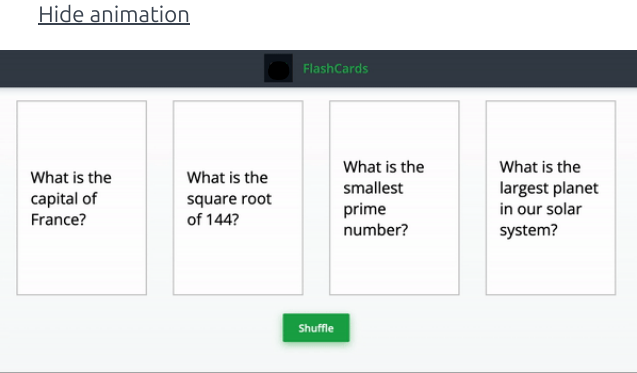 Hide animation
FlashCards
What is the
capital of
France?
What is the
square root
of 144?
What is the
smallest
prime
number?
What is the
largest planet
in our solar
system?
Shuffle